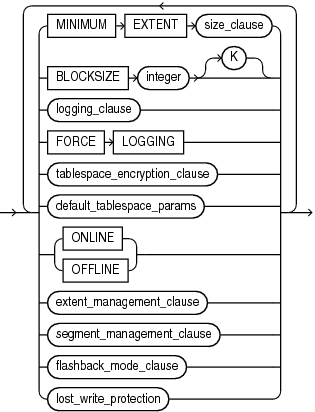 MINIMUM EXTENT size_clause
K
BLOCKSIZE integer
logging_clause
FORCE LOGGING
tablespace_encryption_clause
default_tablespace_params
ONLINE
OFFLINE
extent_management_clause
segment_management_clause
flashback_mode_clause
lost_write_protection